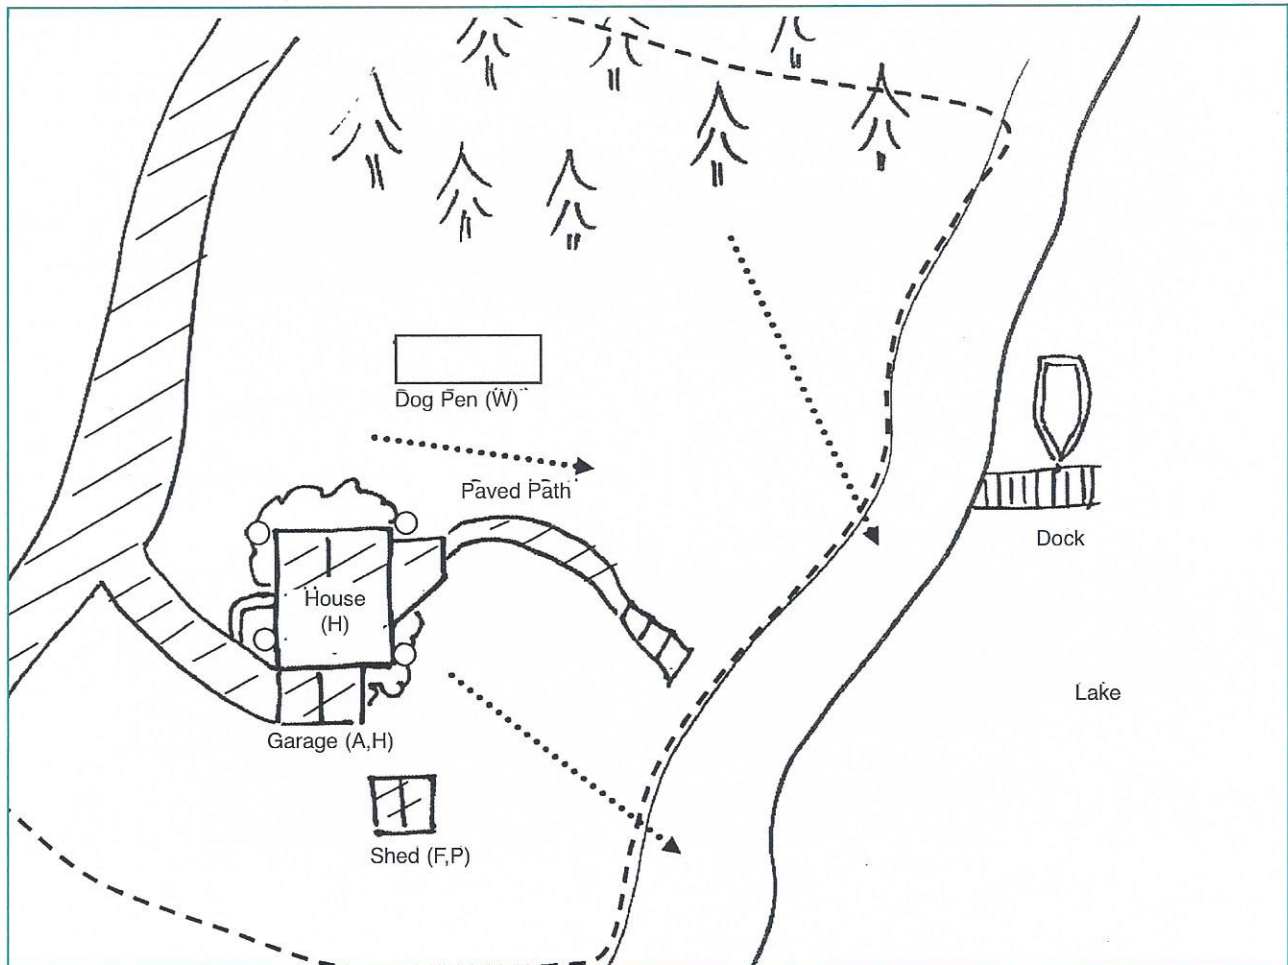 Dog Pen (W)
Paved Path
House
(H)
Dock
Lake
Garage (A,H)
Shed (F,P)